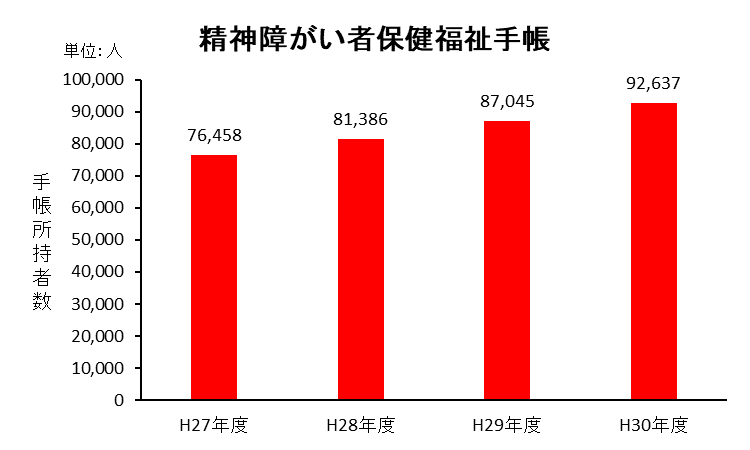 精神障がい者保健福祉手帳
単位: 人
手帳所持者数
100,000
90,000
80,000
70,000
60,000
50,000
40,000
30,000
20,000
10,000
0
76,458
81,386
87,045
92,637
H27年度
H28年度
H29年度
H30年度